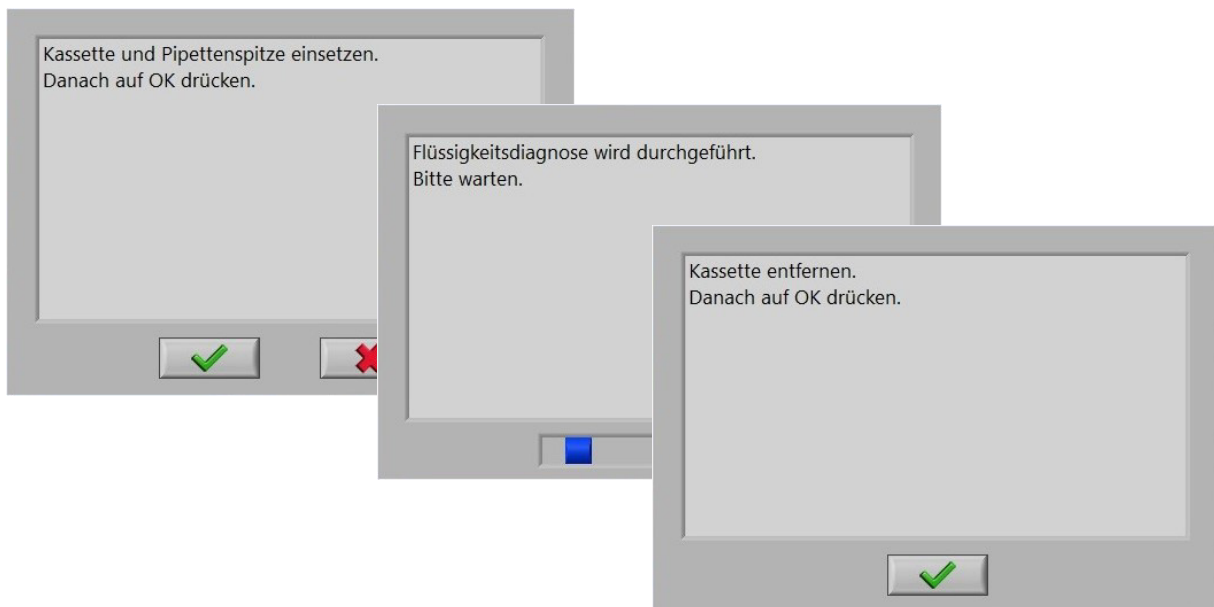 Kassette und Pipettenspitze einsetzen.
Danach auf OK drücken.
Flüssigkeitsdiagnose wird durchgeführt.
Bitte warten.
Kassette entfernen.
Danach auf OK drücken.